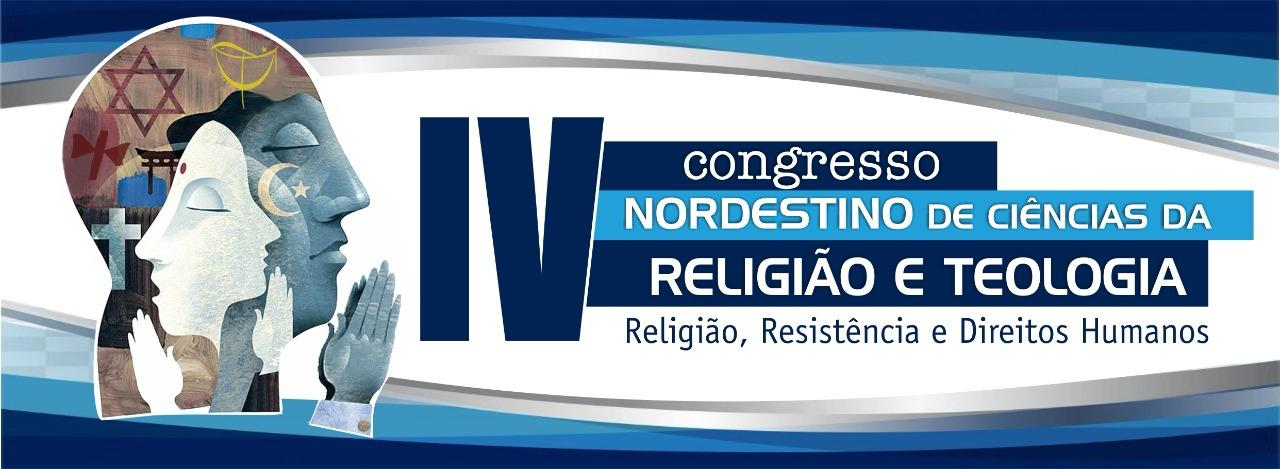 IV
congresso
NORDESTINO DE CIÊNCIAS DA
RELIGIÃO E TEOLOGIA
Religião, Resistência e Direitos Humanos